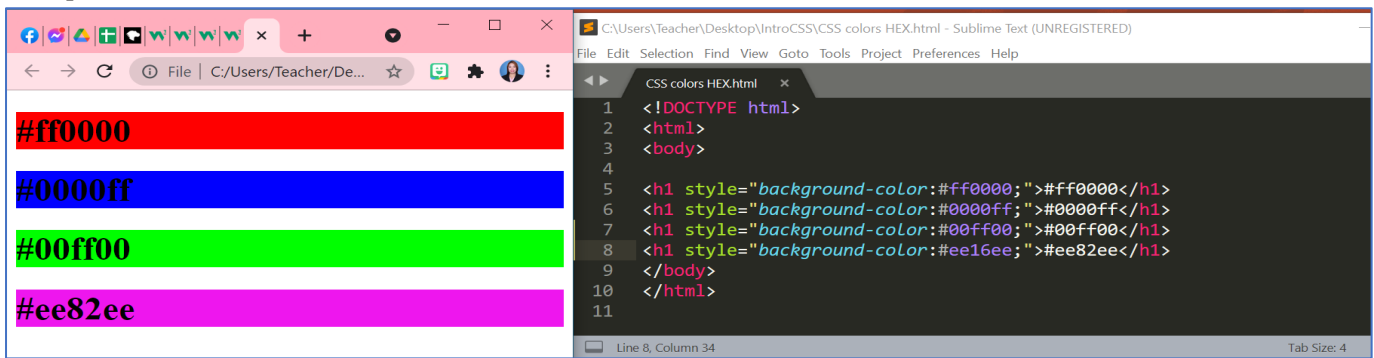 File | C:/Users/Teacher/De...
#ff0000
#0000ff
#00ff00
#ee82ee
C:\Users\Teacher\Desktop\IntroCSS\CSS colors HEX.html - Sublime Text (UNREGISTERED)
File Edit Selection Find View Goto Tools Project Preferences Help
CSS colors HEX.html
1 <!DOCTYPE html>
2 <html>
3 <body>
4
5 <h1 style="background-color:#ff0000;">#ff0000</h1>
6 <h1 style="background-color:#0000ff;">#0000ff</h1>
7 <h1 style="background-color:#00ff00;">#00ff00</h1>
8 <h1 style="background-color:#ee16ee;">#ee82ee</h1>
9 </body>
10 </html>
11
Line 8, Column 34
Tab Size: 4